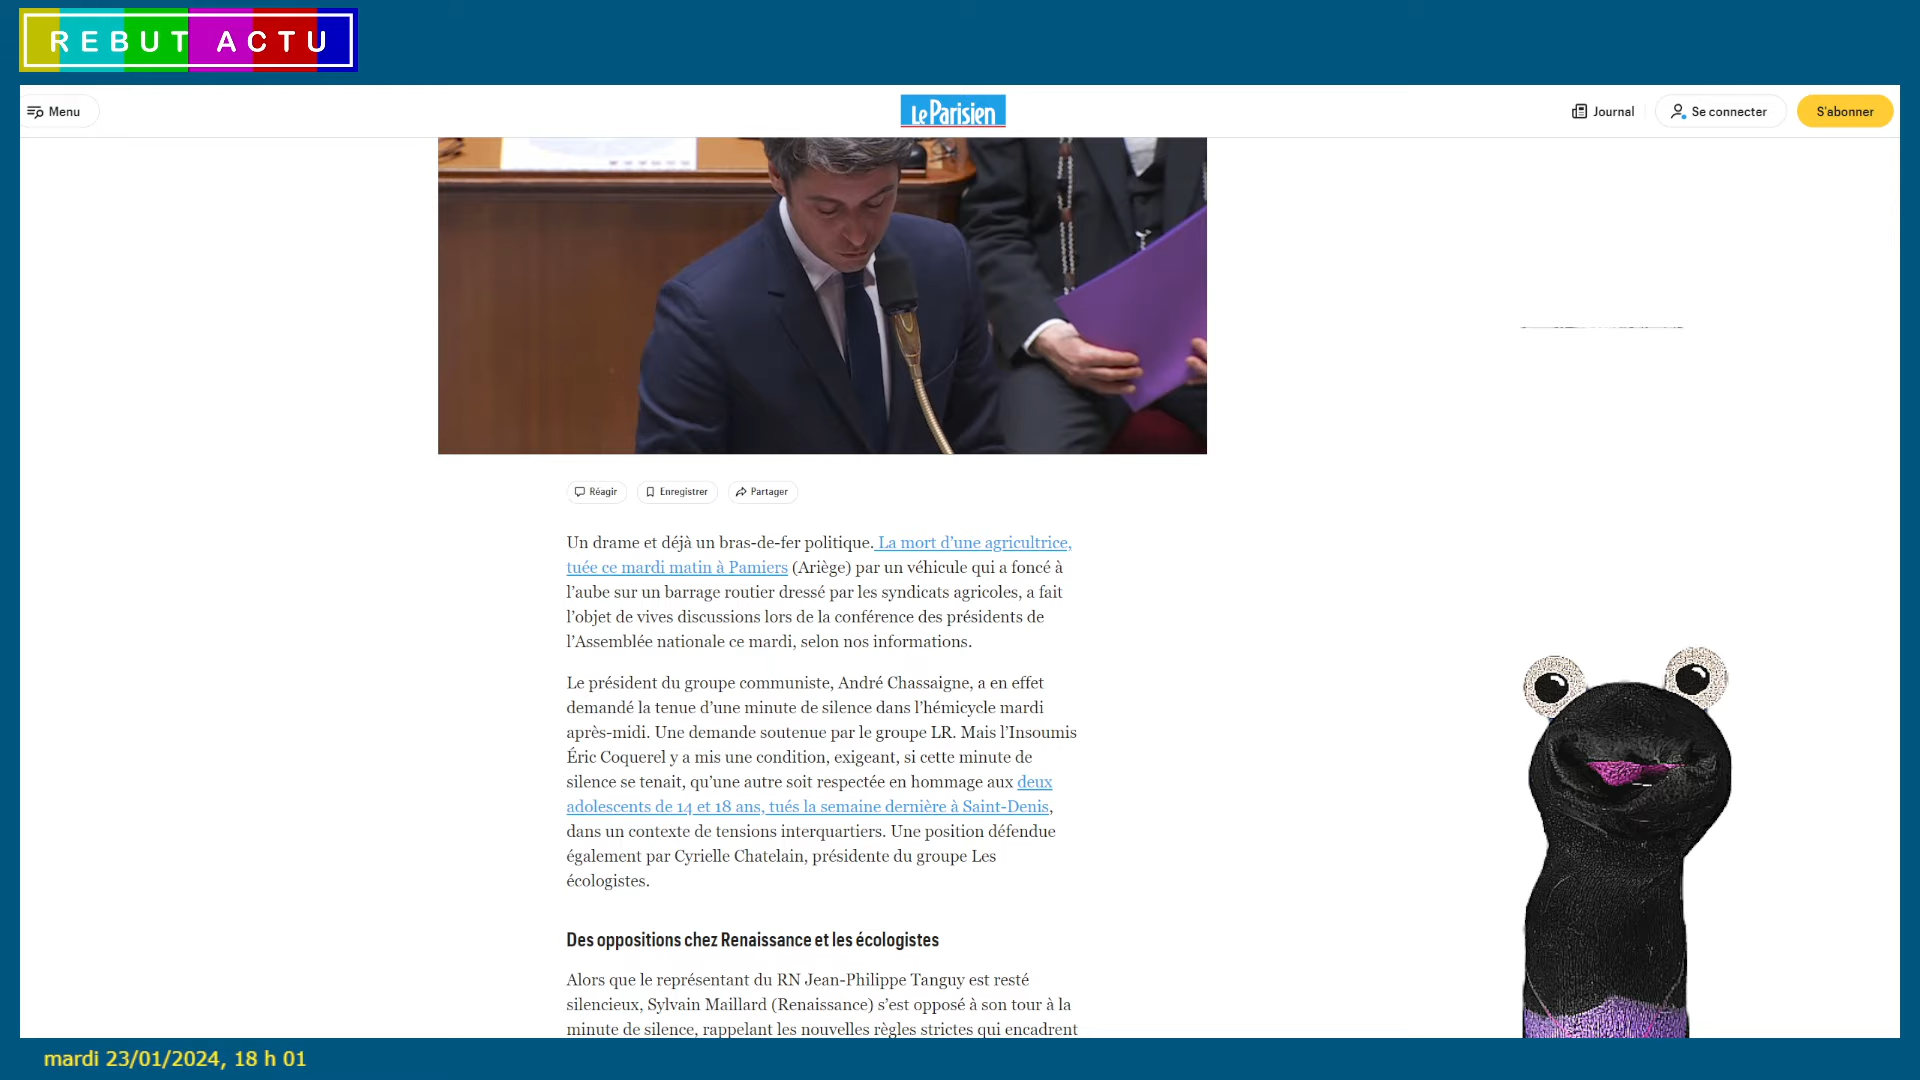 REBUT ACTU
Menu
Le Parisien
Journal
Se connecter
S'abonner
Réagir
Enregistrer
Partager
Un drame et déjà un bras-de-fer politique. La mort d’une agricultrice,
tuée ce mardi matin à Pamiers (Ariège) par un véhicule qui a foncé à
l’aube sur un barrage routier dressé par les syndicats agricoles, a fait
l’objet de vives discussions lors de la conférence des présidents de
l’Assemblée nationale ce mardi, selon nos informations.
Le président du groupe communiste, André Chassaigne, a en effet
demandé la tenue d’une minute de silence dans l’hémicycle mardi
après-midi. Une demande soutenue par le groupe LR. Mais l’Insoumis
Éric Coquerel y a mis une condition, exigeant, si cette minute de
silence se tenait, qu’une autre soit respectée en hommage aux deux
adolescents de 14 et 18 ans, tués la semaine dernière à Saint-Denis,
dans un contexte de tensions interquartiers. Une position défendue
également par Cyrielle Chatelain, présidente du groupe Les
écologistes.
Des oppositions chez Renaissance et les écologistes
Alors que le représentant du RN Jean-Philippe Tanguy est resté
silencieux, Sylvain Maillard (Renaissance) s’est opposé à son tour à la
minute de silence, rappelant les nouvelles règles strictes qui encadrent
mardi 23/01/2024, 18 h 01